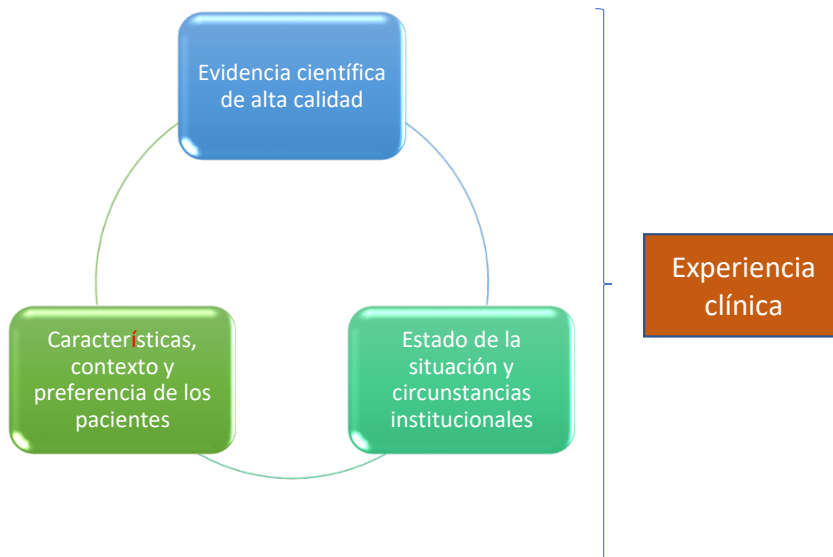 Evidencia científica
de alta calidad
Características,
contexto y
preferencia de los
pacientes
Estado de la
situación y
circunstancias
institucionales
Experiencia
clínica